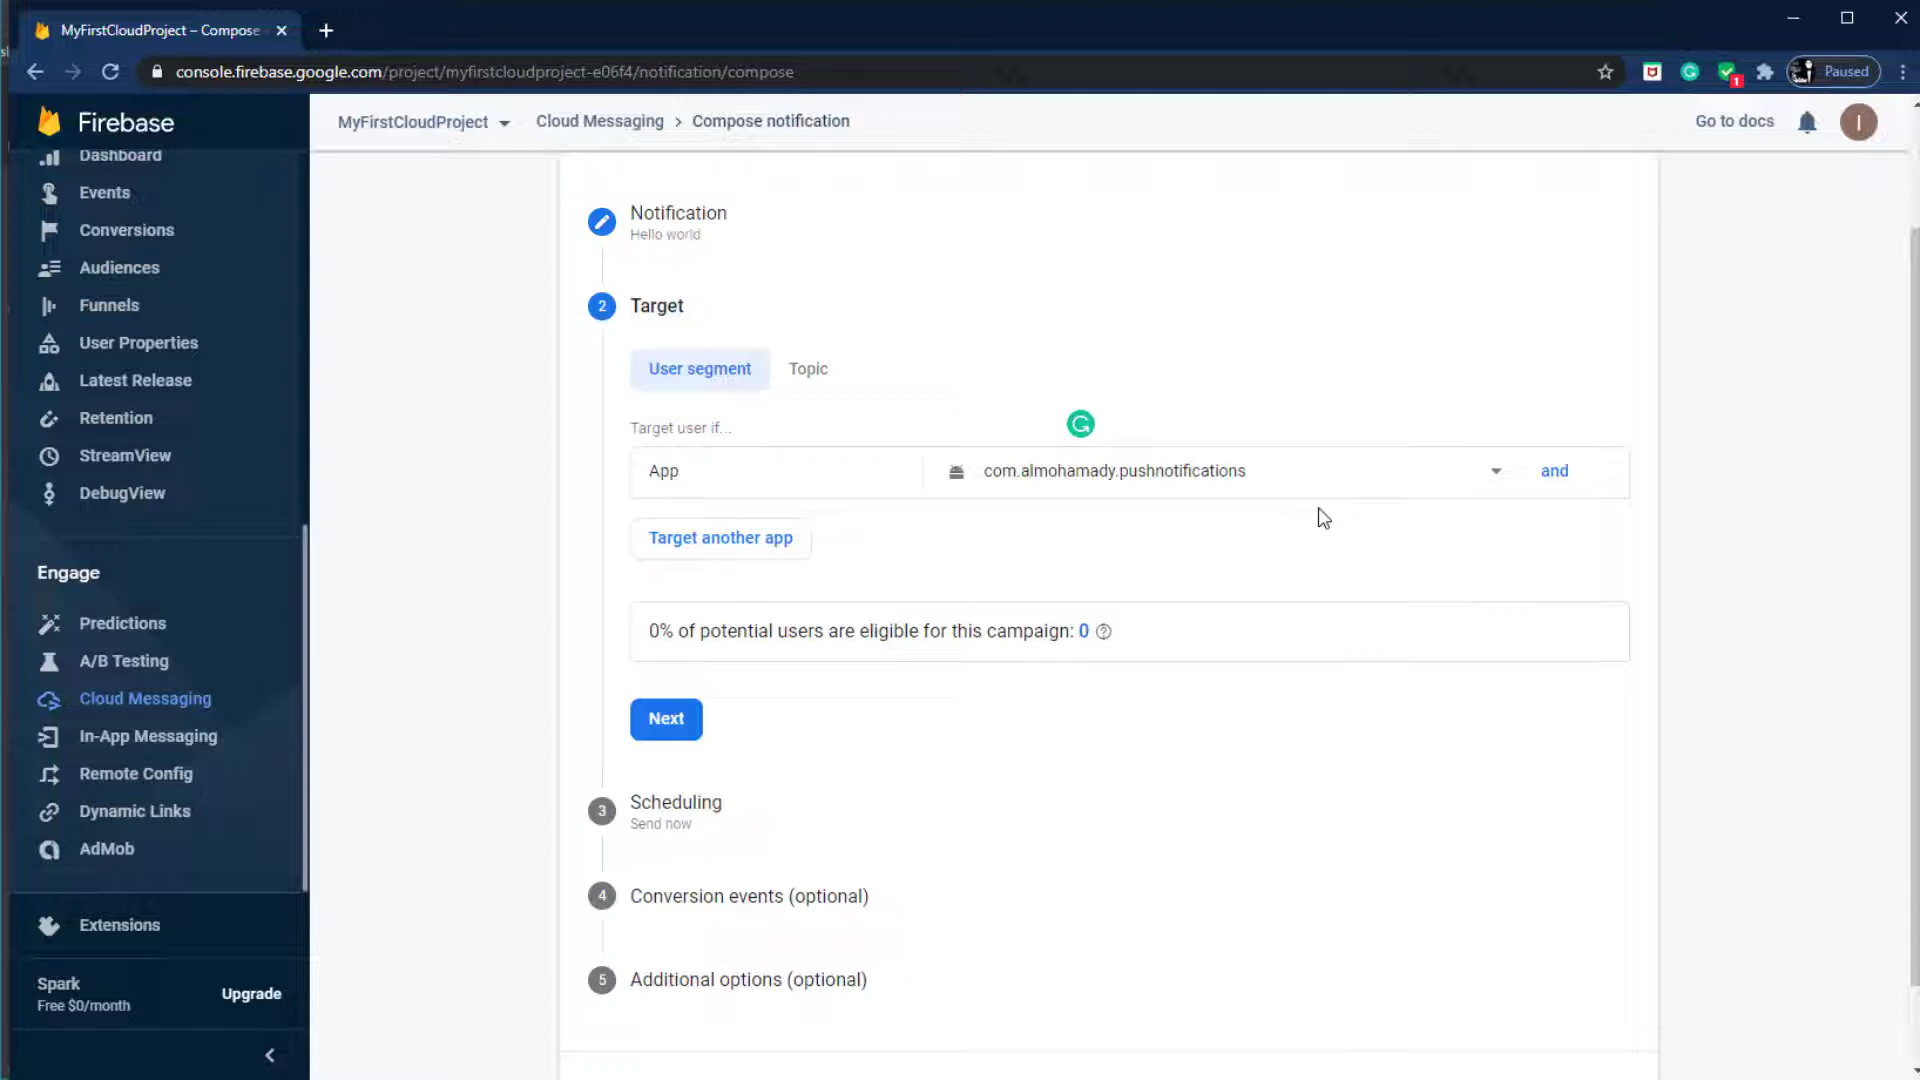 MyFirstCloudProject – Compose
console.firebase.google.com/project/myfirstcloudproject-e06f4/notification/compose
1
Paused
Firebase
MyFirstCloudProject
Cloud Messaging > Compose notification
Go to docs
I
Dashboard
Events
Conversions
Audiences
Funnels
User Properties
Latest Release
Retention
StreamView
DebugView
Engage
Predictions
A/B Testing
Cloud Messaging
In-App Messaging
Remote Config
Dynamic Links
AdMob
Extensions
Spark
Free $0/month
Upgrade
Notification
Hello world
2 Target
User segment
Topic
Target user if...
App
com.almohamady.pushnotifications
and
Target another app
0% of potential users are eligible for this campaign: 0
Next
3 Scheduling
Send now
4 Conversion events (optional)
5 Additional options (optional)